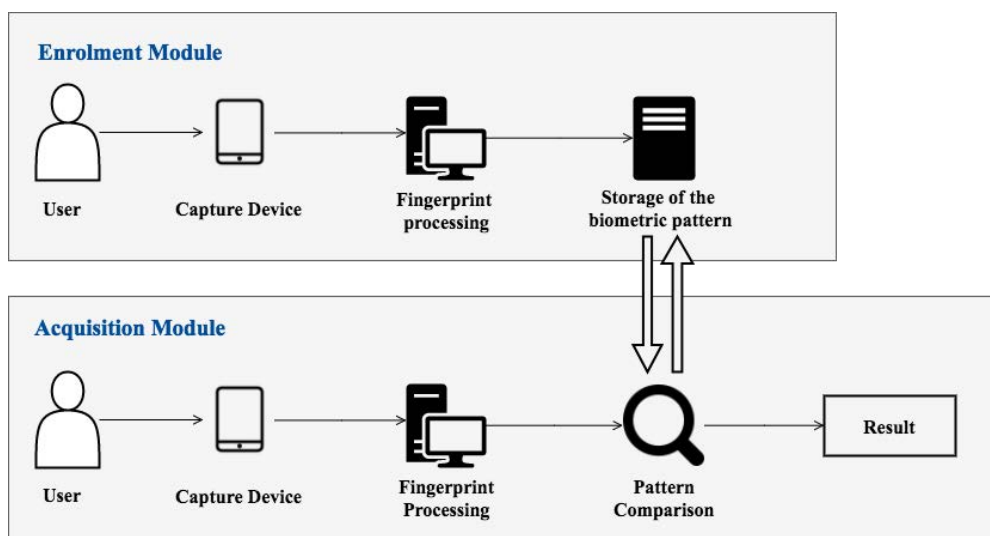 Enrolment Module
User
Capture Device
Fingerprint
processing
Storage of the
biometric pattern
Acquisition Module
User
Capture Device
Fingerprint
Processing
Pattern
Comparison
Result